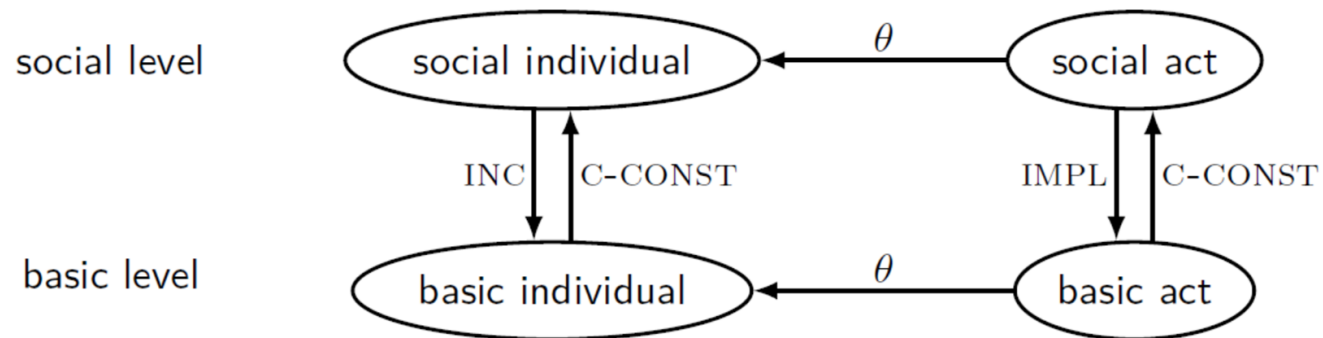 social level social individual θ social act
INC C-CONST IMPL C-CONST
basic level basic individual θ basic act